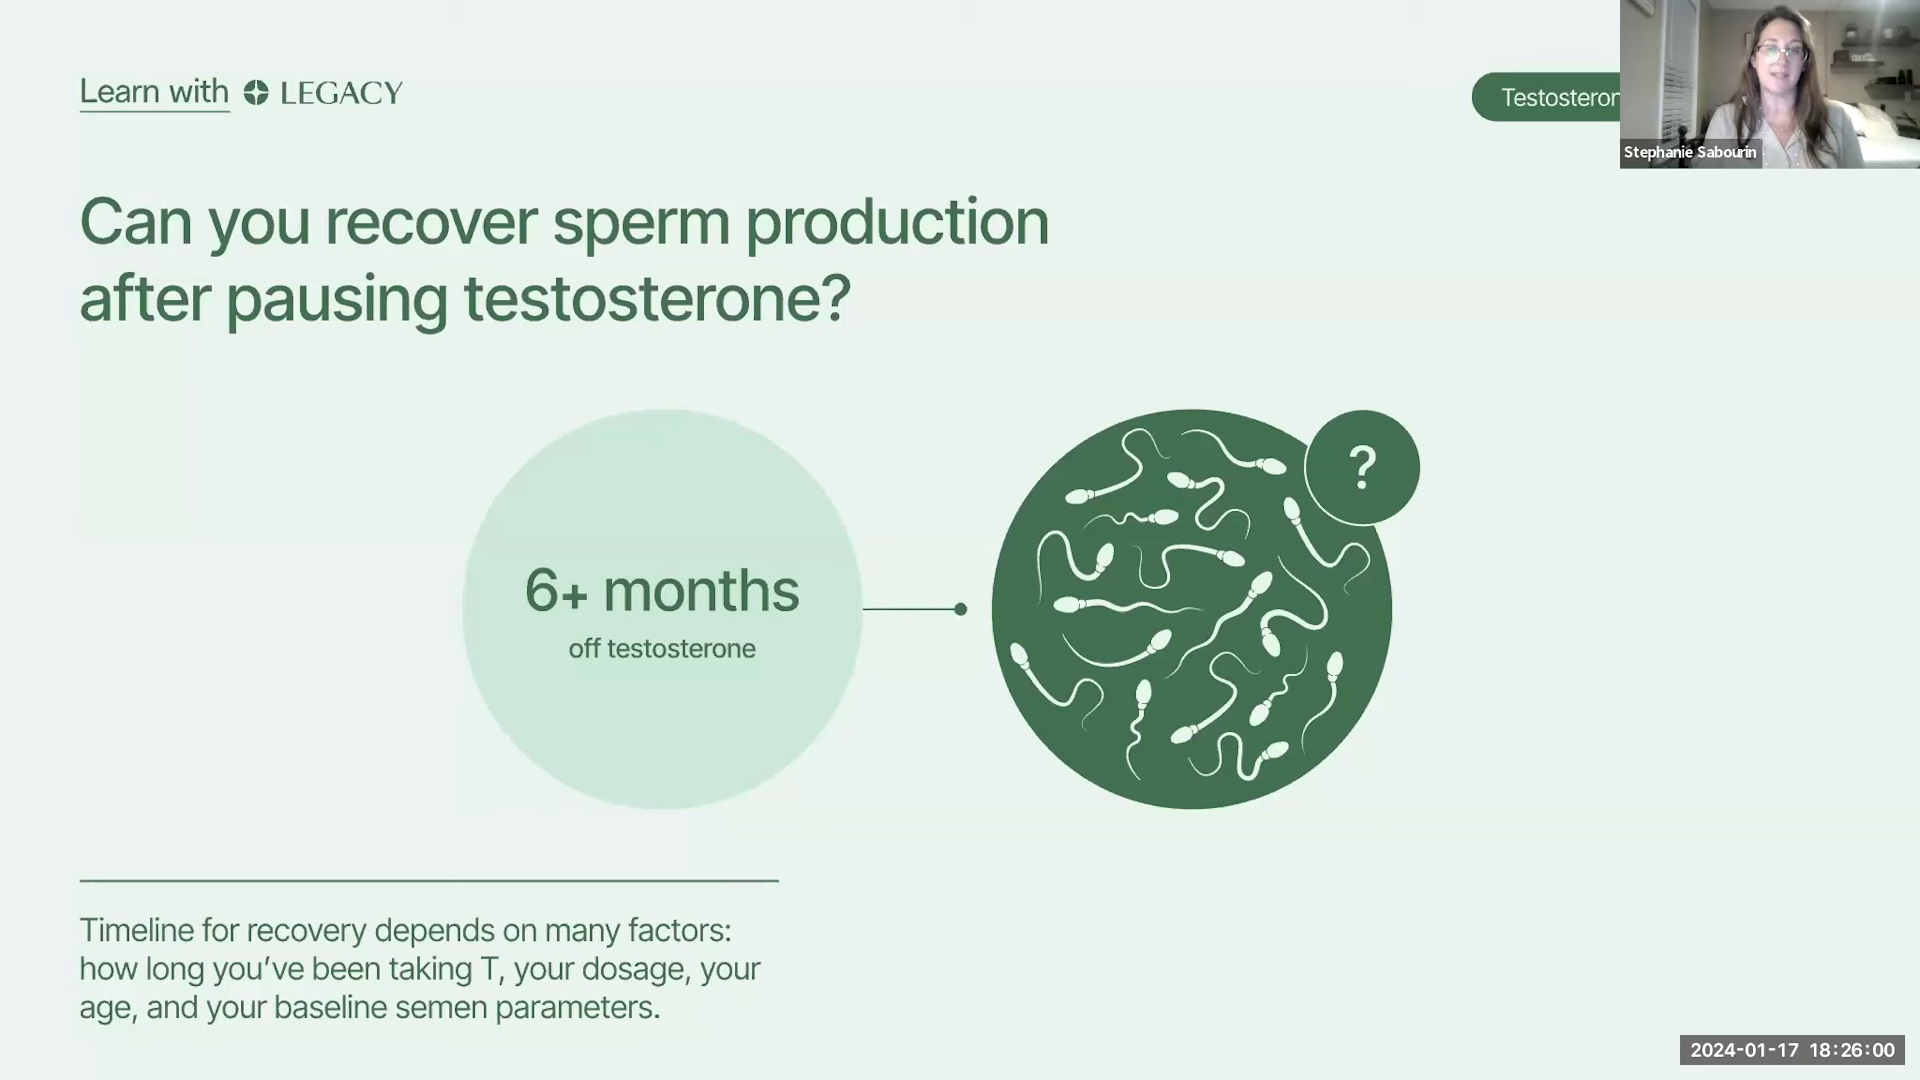 Learn with LEGACY
Testosteron
Stephanie Sabourin
Can you recover sperm production
after pausing testosterone?
?
6+ months
off testosterone
Timeline for recovery depends on many factors:
how long you’ve been taking T, your dosage, your
age, and your baseline semen parameters.
2024-01-17 18:26:00